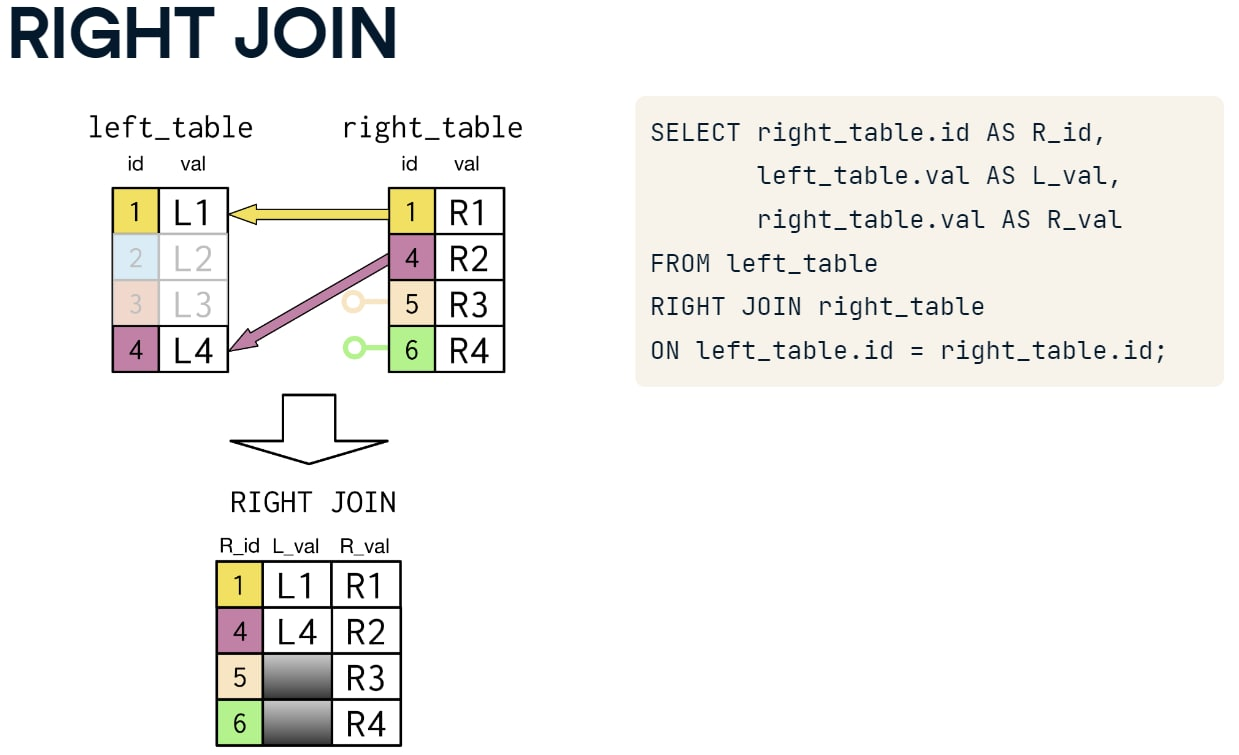 RIGHT JOIN
left_table right_table
id val id val
1 L1 1 R1
2 L2 4 R2
3 L3 5 R3
4 L4 6 R4
RIGHT JOIN
R_id L_val R_val
1 L1 R1
4 L4 R2
5 R3
6 R4
SELECT right_table.id AS R_id,
left_table.val AS L_val,
right_table.val AS R_val
FROM left_table
RIGHT JOIN right_table
ON left_table.id = right_table.id;